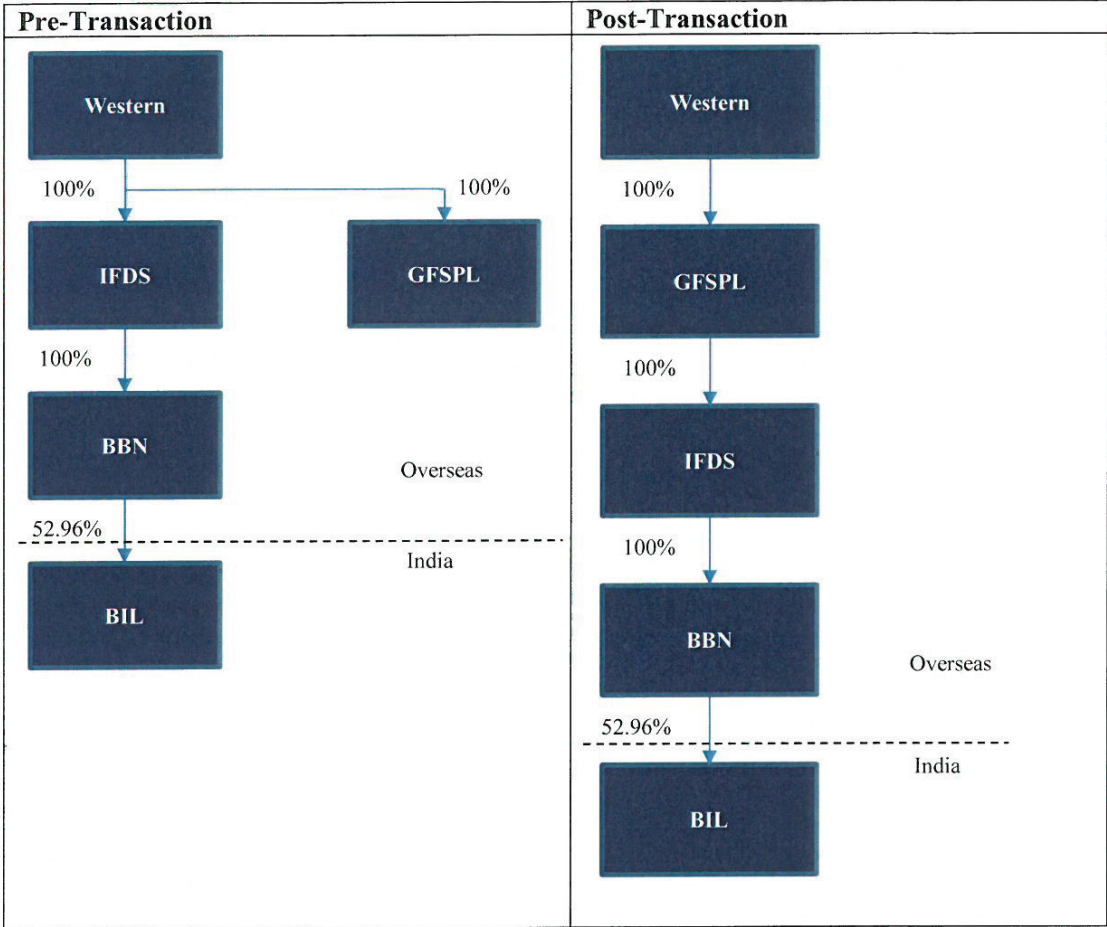 Pre-Transaction
Western
100%
100%
IFDS
GFSPL
100%
BBN
Overseas
52.96%
India
BIL
Post-Transaction
Western
100%
GFSPL
100%
IFDS
100%
BBN
Overseas
52.96%
India
BIL